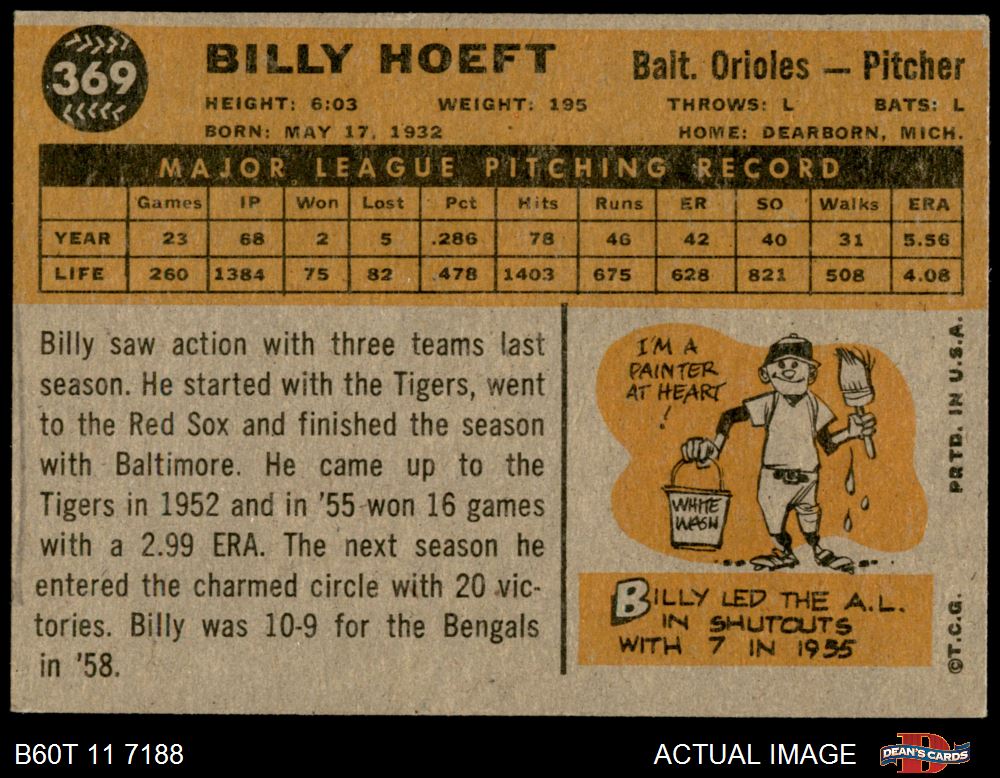 369
BILLY HOEFT
Balt. Orioles — Pitcher
HEIGHT: 6:03 WEIGHT: 195 THROWS: L BATS: L
BORN: MAY 17, 1932 HOME: DEARBORN, MICH.
MAJOR LEAGUE PITCHING RECORD
Games IP Won Lost Pct Hits Runs ER SO Walks ERA
YEAR 23 68 2 5 .286 78 46 42 40 31 5.56
LIFE 260 1384 75 82 .478 1403 675 628 821 508 4.08
Billy saw action with three teams last
season. He started with the Tigers, went
to the Red Sox and finished the season
with Baltimore. He came up to the
Tigers in 1952 and in '55 won 16 games
with a 2.99 ERA. The next season he
entered the charmed circle with 20 vic-
tories. Billy was 10-9 for the Bengals
in '58.
I'M A
PAINTER
AT HEART
!
WHITE
WASH
BILLY LED THE A.L.
IN SHUTOUTS
WITH 7 IN 1955
©T.C.G. PRTD. IN U.S.A.
B60T 11 7188
ACTUAL IMAGE
DEAN'S CARDS